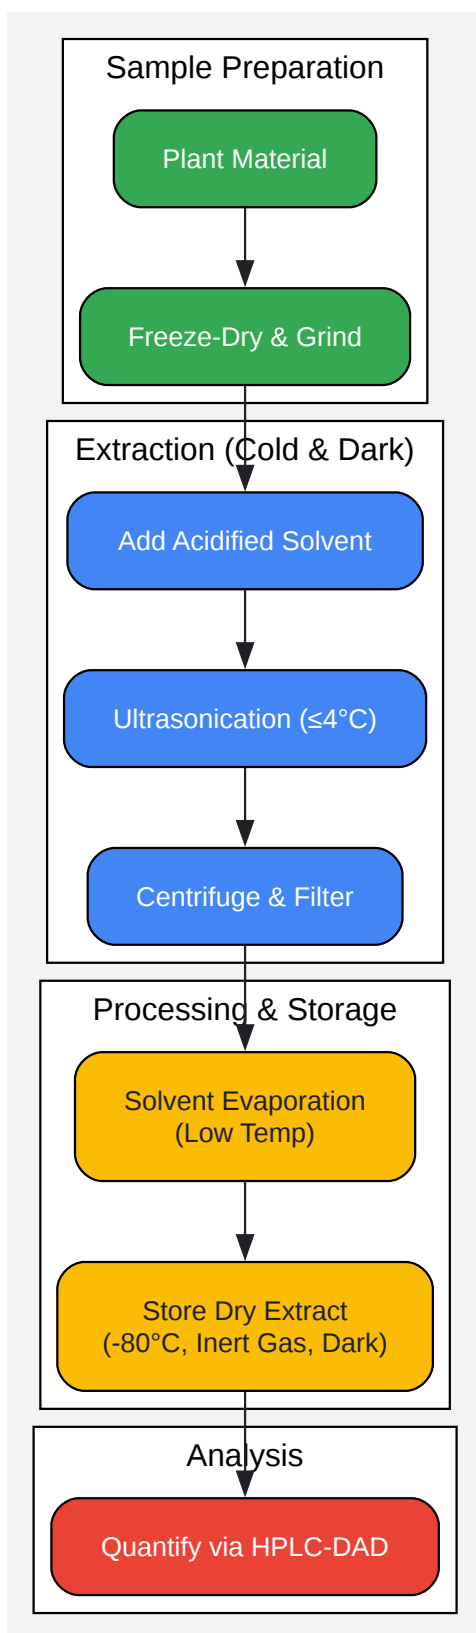 Sample Preparation
Plant Material
Freeze-Dry & Grind
Extraction (Cold & Dark)
Add Acidified Solvent
Ultrasonication (≤4°C)
Centrifuge & Filter
Processing & Storage
Solvent Evaporation
(Low Temp)
Store Dry Extract
(-80°C, Inert Gas, Dark)
Analysis
Quantify via HPLC-DAD